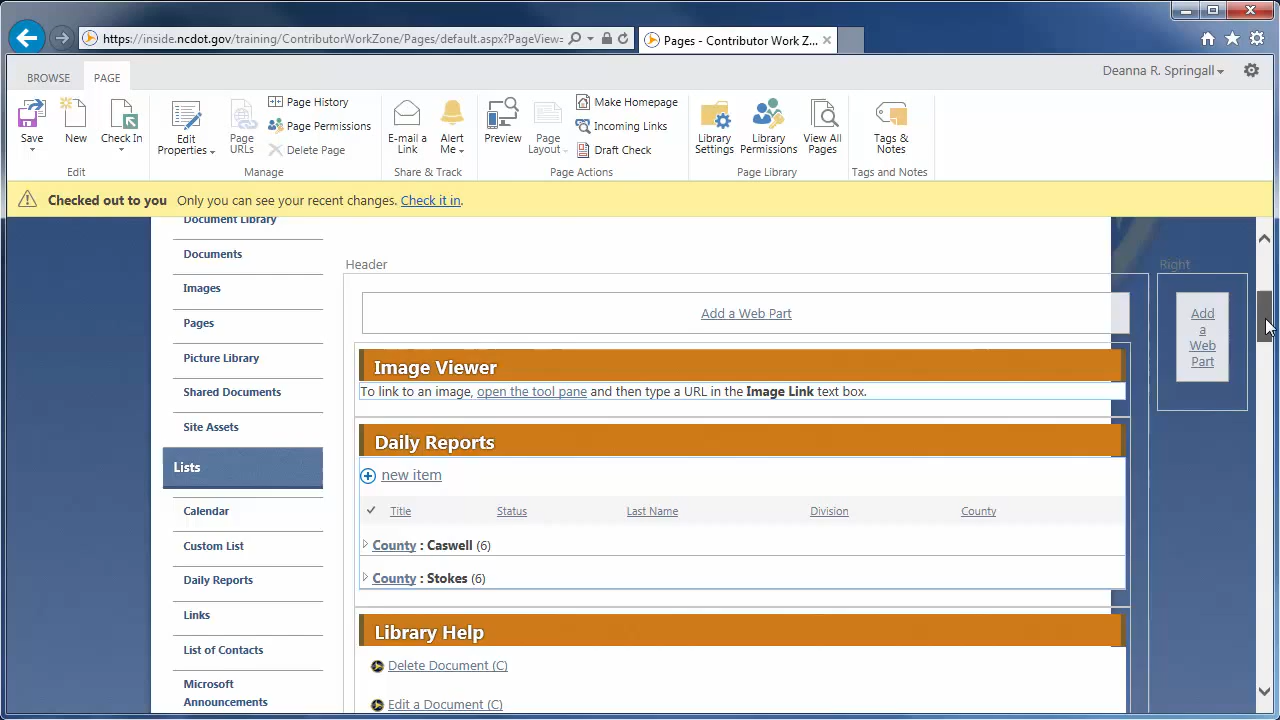 https://inside.ncdot.gov/training/ContributorWorkZone/Pages/default.aspx?PageView=
Pages - Contributor Work Z...
BROWSE PAGE
Deanna R. Springall
Save
New
Check In
Edit Properties
Page URLs
Page History
Page Permissions
Delete Page
E-mail a Link
Alert Me
Preview
Page Layout
Make Homepage
Incoming Links
Draft Check
Library Settings
Library Permissions
View All Pages
Tags & Notes
Edit
Manage
Share & Track
Page Actions
Page Library
Tags and Notes
Checked out to you Only you can see your recent changes. Check it in.
Document Library
Documents
Images
Pages
Picture Library
Shared Documents
Site Assets
Lists
Calendar
Custom List
Daily Reports
Links
List of Contacts
Microsoft
Announcements
Header
Add a Web Part
Image Viewer
To link to an image, open the tool pane and then type a URL in the Image Link text box.
Daily Reports
new item
Title Status Last Name Division County
County : Caswell (6)
County : Stokes (6)
Library Help
Delete Document (C)
Edit a Document (C)
Right
Add
a
Web
Part